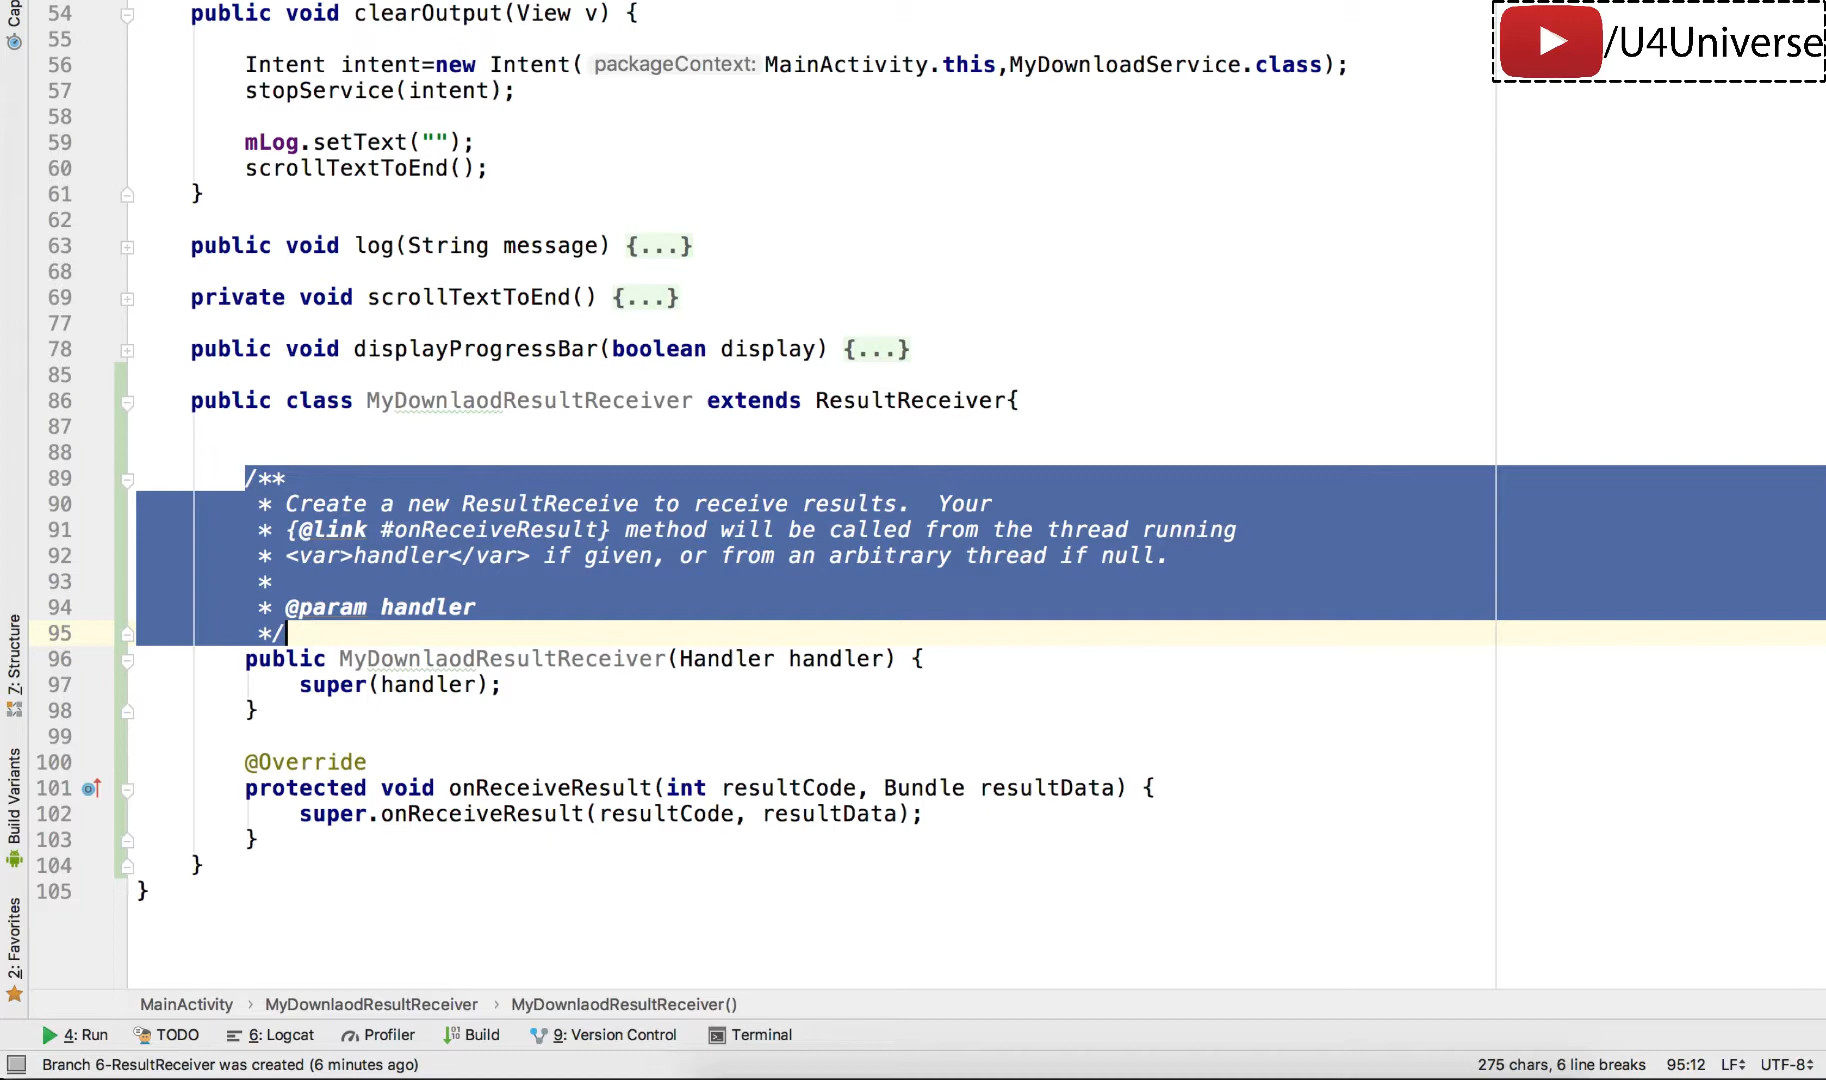 54 public void clearOutput(View v) {
55
56 Intent intent=new Intent( packageContext: MainActivity.this,MyDownloadService.class);
57 stopService(intent);
58
59 mLog.setText("");
60 scrollTextToEnd();
61 }
62
63 public void log(String message) {...}
68
69 private void scrollTextToEnd() {...}
77
78 public void displayProgressBar(boolean display) {...}
85
86 public class MyDownlaodResultReceiver extends ResultReceiver{
87
88
89 /**
90 * Create a new ResultReceive to receive results.  Your
91 * {@link #onReceiveResult} method will be called from the thread running
92 * <var>handler</var> if given, or from an arbitrary thread if null.
93 *
94 * @param handler
95 */
96 public MyDownlaodResultReceiver(Handler handler) {
97 super(handler);
98 }
99
100 @Override
101 protected void onReceiveResult(int resultCode, Bundle resultData) {
102 super.onReceiveResult(resultCode, resultData);
103 }
104 }
105 }
/U4Universe
Cap
7: Structure
Build Variants
2: Favorites
MainActivity › MyDownlaodResultReceiver › MyDownlaodResultReceiver()
4: Run TODO 6: Logcat Profiler Build 9: Version Control Terminal
Branch 6-ResultReceiver was created (6 minutes ago) 275 chars, 6 line breaks 95:12 LF UTF-8